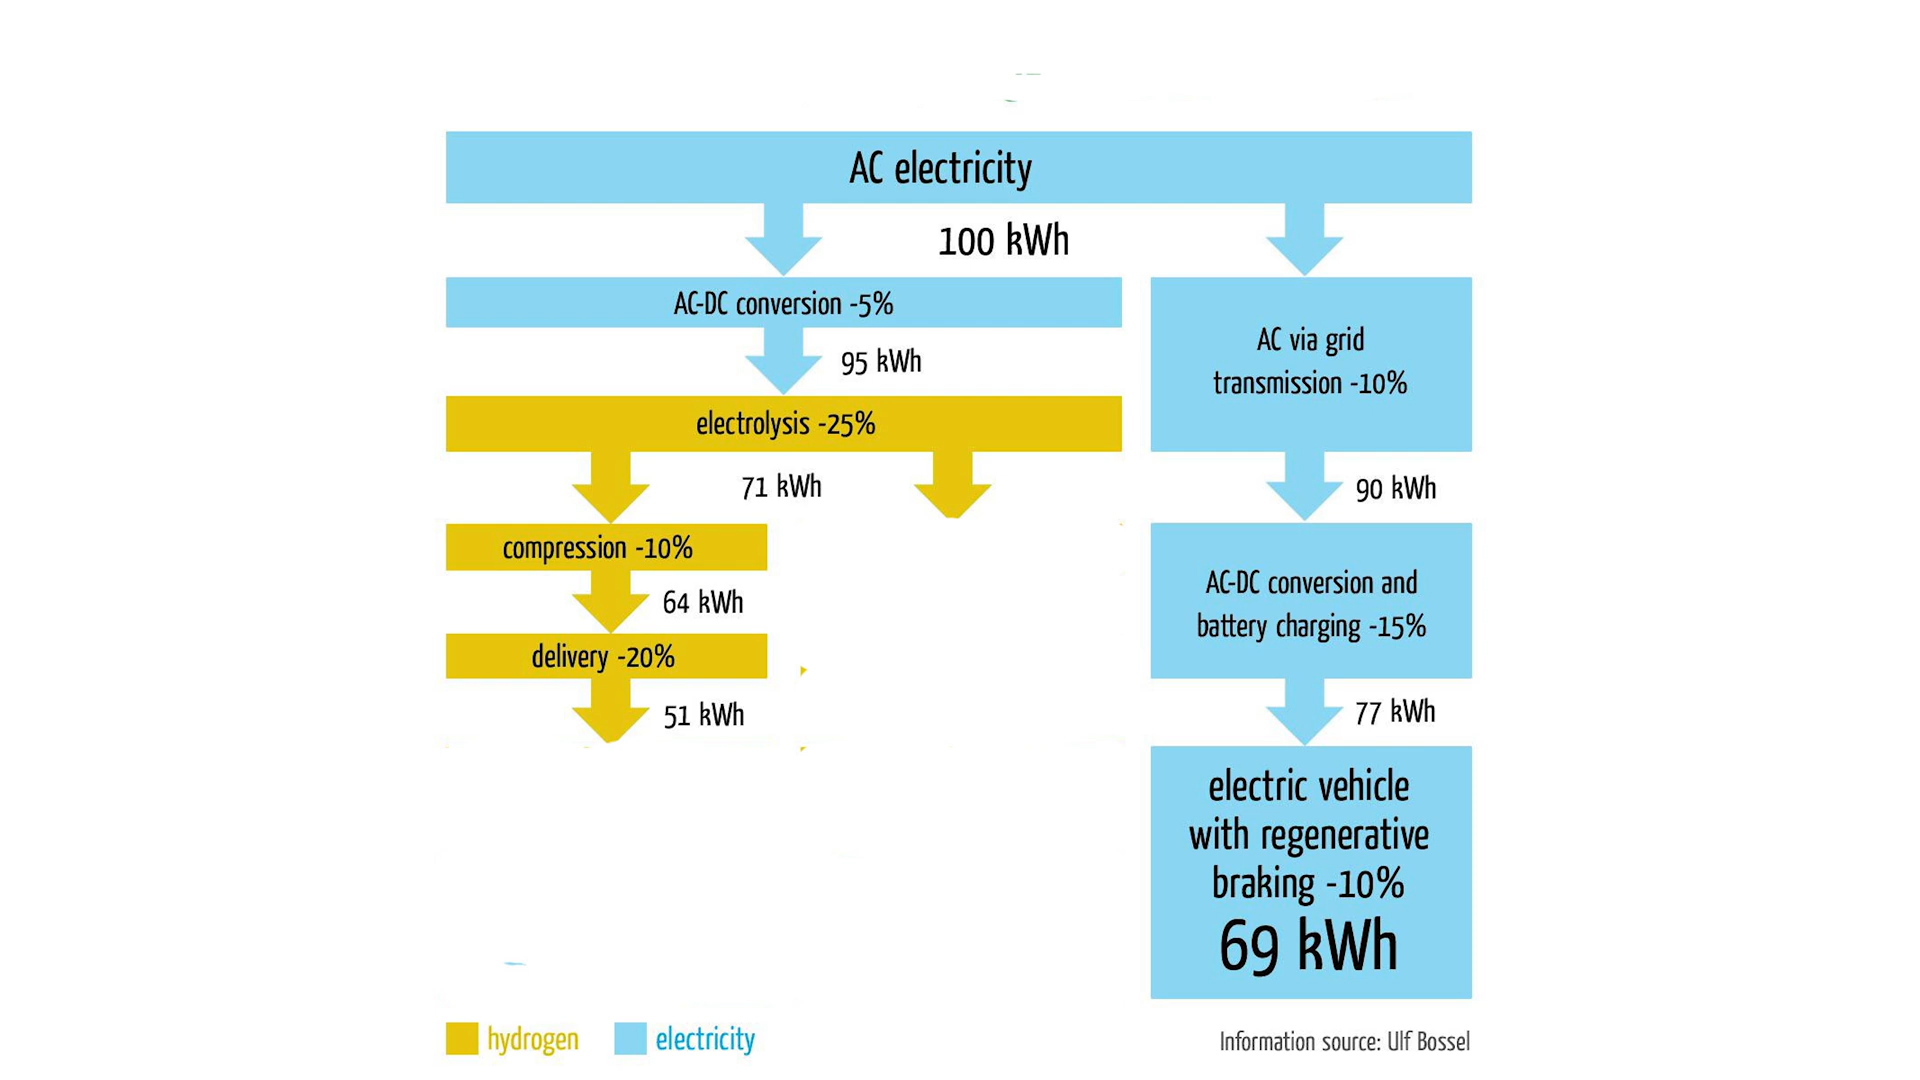 AC electricity
100 kWh
AC-DC conversion -5%
95 kWh
electrolysis -25%
71 kWh
compression -10%
64 kWh
delivery -20%
51 kWh
AC via grid
transmission -10%
90 kWh
AC-DC conversion and
battery charging -15%
77 kWh
electric vehicle
with regenerative
braking -10%
69 kWh
hydrogen
electricity
Information source: Ulf Bossel